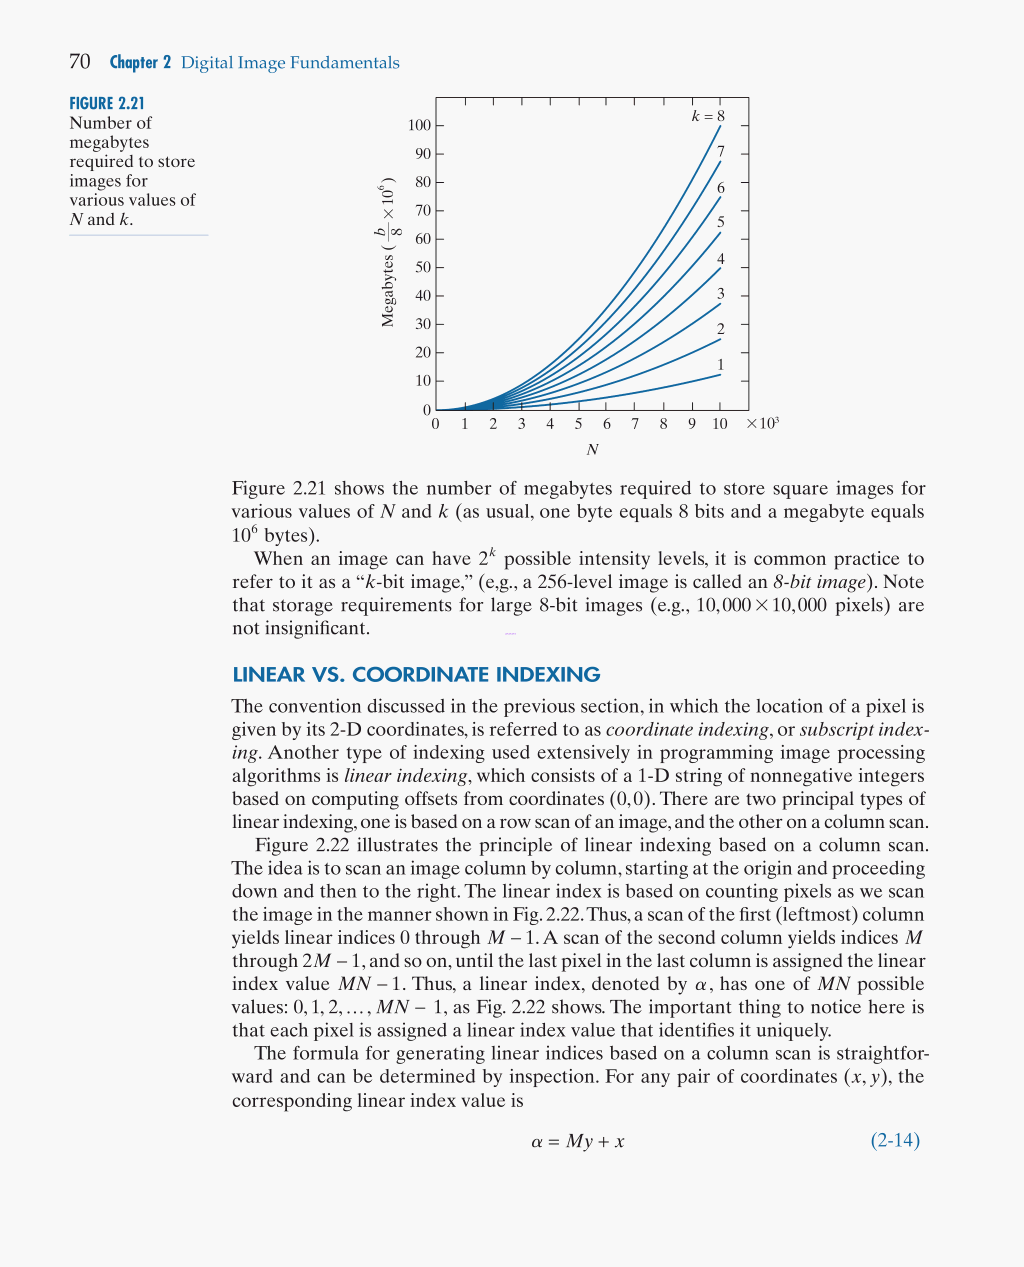 70 Chapter 2 Digital Image Fundamentals
FIGURE 2.21
Number of
megabytes
required to store
images for
various values of
N and k.
k = 8
7
6
5
4
3
2
1
100
90
80
70
60
50
40
30
20
10
0
Megabytes ( b/8 × 10⁶ )
0 1 2 3 4 5 6 7 8 9 10 ×10³
N
Figure 2.21 shows the number of megabytes required to store square images for
various values of N and k (as usual, one byte equals 8 bits and a megabyte equals
10⁶ bytes).
When an image can have 2ᵏ possible intensity levels, it is common practice to
refer to it as a “k-bit image,” (e,g., a 256-level image is called an 8-bit image). Note
that storage requirements for large 8-bit images (e.g., 10,000 × 10,000 pixels) are
not insignificant.
LINEAR VS. COORDINATE INDEXING
The convention discussed in the previous section, in which the location of a pixel is
given by its 2-D coordinates, is referred to as coordinate indexing, or subscript index-
ing. Another type of indexing used extensively in programming image processing
algorithms is linear indexing, which consists of a 1-D string of nonnegative integers
based on computing offsets from coordinates (0,0). There are two principal types of
linear indexing, one is based on a row scan of an image, and the other on a column scan.
Figure 2.22 illustrates the principle of linear indexing based on a column scan.
The idea is to scan an image column by column, starting at the origin and proceeding
down and then to the right. The linear index is based on counting pixels as we scan
the image in the manner shown in Fig. 2.22. Thus, a scan of the first (leftmost) column
yields linear indices 0 through M − 1. A scan of the second column yields indices M
through 2M − 1, and so on, until the last pixel in the last column is assigned the linear
index value MN − 1. Thus, a linear index, denoted by α, has one of MN possible
values: 0, 1, 2, …, MN − 1, as Fig. 2.22 shows. The important thing to notice here is
that each pixel is assigned a linear index value that identifies it uniquely.
The formula for generating linear indices based on a column scan is straightfor-
ward and can be determined by inspection. For any pair of coordinates (x, y), the
corresponding linear index value is
α = My + x (2-14)